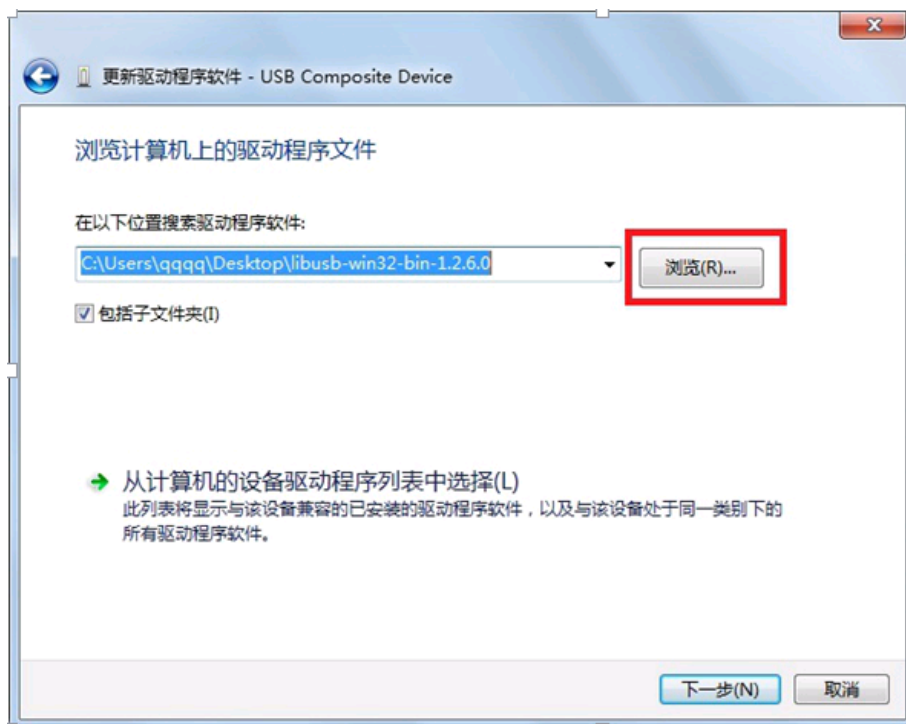 更新驱动程序软件 - USB Composite Device
浏览计算机上的驱动程序文件
在以下位置搜索驱动程序软件:
C:\Users\qqqq\Desktop\libusb-win32-bin-1.2.6.0
浏览(R)...
包括子文件夹(I)
从计算机的设备驱动程序列表中选择(L)
此列表将显示与该设备兼容的已安装的驱动程序软件，以及与该设备处于同一类别下的
所有驱动程序软件。
下一步(N)
取消